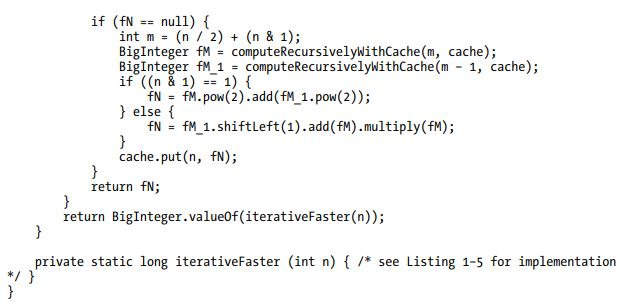 if (fN == null) {
                int m = (n / 2) + (n & 1);
                BigInteger fM = computeRecursivelyWithCache(m, cache);
                BigInteger fM_1 = computeRecursivelyWithCache(m - 1, cache);
                if ((n & 1) == 1) {
                    fN = fM.pow(2).add(fM_1.pow(2));
                } else {
                    fN = fM_1.shiftLeft(1).add(fM).multiply(fM);
                }
                cache.put(n, fN);
            }
            return fN;
        }
        return BigInteger.valueOf(iterativeFaster(n));
    }

    private static long iterativeFaster (int n) { /* see Listing 1-5 for implementation
*/ }
}